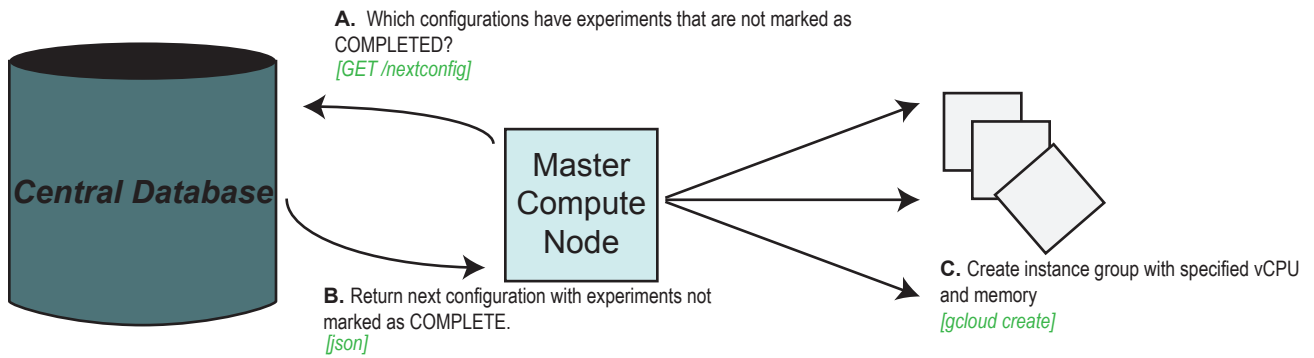 A. Which configurations have experiments that are not marked as
COMPLETED?
[GET /nextconfig]
Central Database
Master
Compute
Node
B. Return next configuration with experiments not
marked as COMPLETE.
[json]
C. Create instance group with specified vCPU
and memory
[gcloud create]